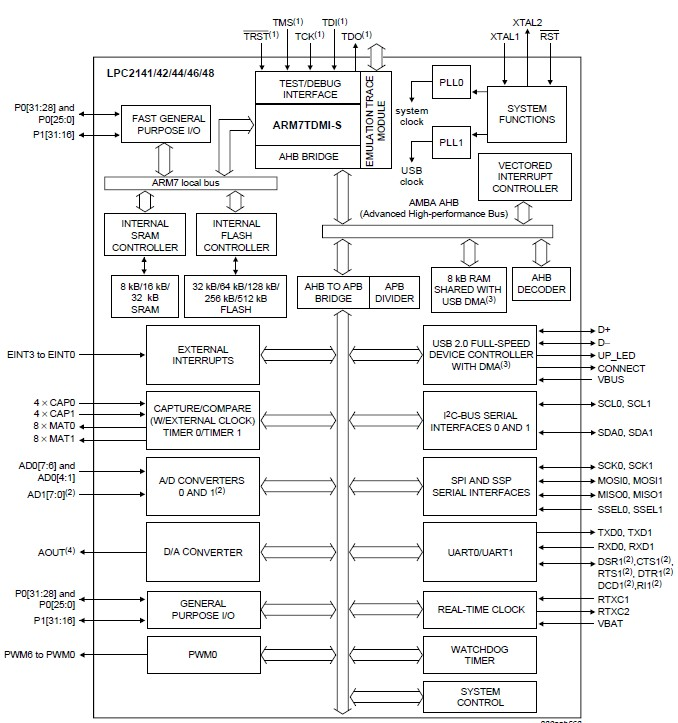 TMS(1) TDI(1)
TRST(1) TCK(1) TDO(1)
XTAL2
XTAL1 RST
LPC2141/42/44/46/48
TEST/DEBUG
INTERFACE
ARM7TDMI-S
AHB BRIDGE
EMULATION TRACE
MODULE
PLL0
system
clock
PLL1
USB
clock
SYSTEM
FUNCTIONS
VECTORED
INTERRUPT
CONTROLLER
P0[31:28] and
P0[25:0]
P1[31:16]
FAST GENERAL
PURPOSE I/O
ARM7 local bus
AMBA AHB
(Advanced High-performance Bus)
INTERNAL
SRAM
CONTROLLER
INTERNAL
FLASH
CONTROLLER
8 kB/16 kB/
32 kB
SRAM
32 kB/64 kB/128 kB/
256 kB/512 kB
FLASH
AHB TO APB
BRIDGE
APB
DIVIDER
8 kB RAM
SHARED WITH
USB DMA(3)
AHB
DECODER
EINT3 to EINT0
EXTERNAL
INTERRUPTS
USB 2.0 FULL-SPEED
DEVICE CONTROLLER
WITH DMA(3)
D+
D−
UP_LED
CONNECT
VBUS
4 × CAP0
4 × CAP1
8 × MAT0
8 × MAT1
CAPTURE/COMPARE
(W/EXTERNAL CLOCK)
TIMER 0/TIMER 1
I2C-BUS SERIAL
INTERFACES 0 AND 1
SCL0, SCL1
SDA0, SDA1
AD0[7:6] and
AD0[4:1]
AD1[7:0](2)
A/D CONVERTERS
0 AND 1(2)
SPI AND SSP
SERIAL INTERFACES
SCK0, SCK1
MOSI0, MOSI1
MISO0, MISO1
SSEL0, SSEL1
AOUT(4)
D/A CONVERTER
UART0/UART1
TXD0, TXD1
RXD0, RXD1
DSR1(2),CTS1(2),
RTS1(2), DTR1(2)
DCD1(2),RI1(2)
P0[31:28] and
P0[25:0]
P1[31:16]
GENERAL
PURPOSE I/O
REAL-TIME CLOCK
RTXC1
RTXC2
VBAT
PWM6 to PWM0
PWM0
WATCHDOG
TIMER
SYSTEM
CONTROL